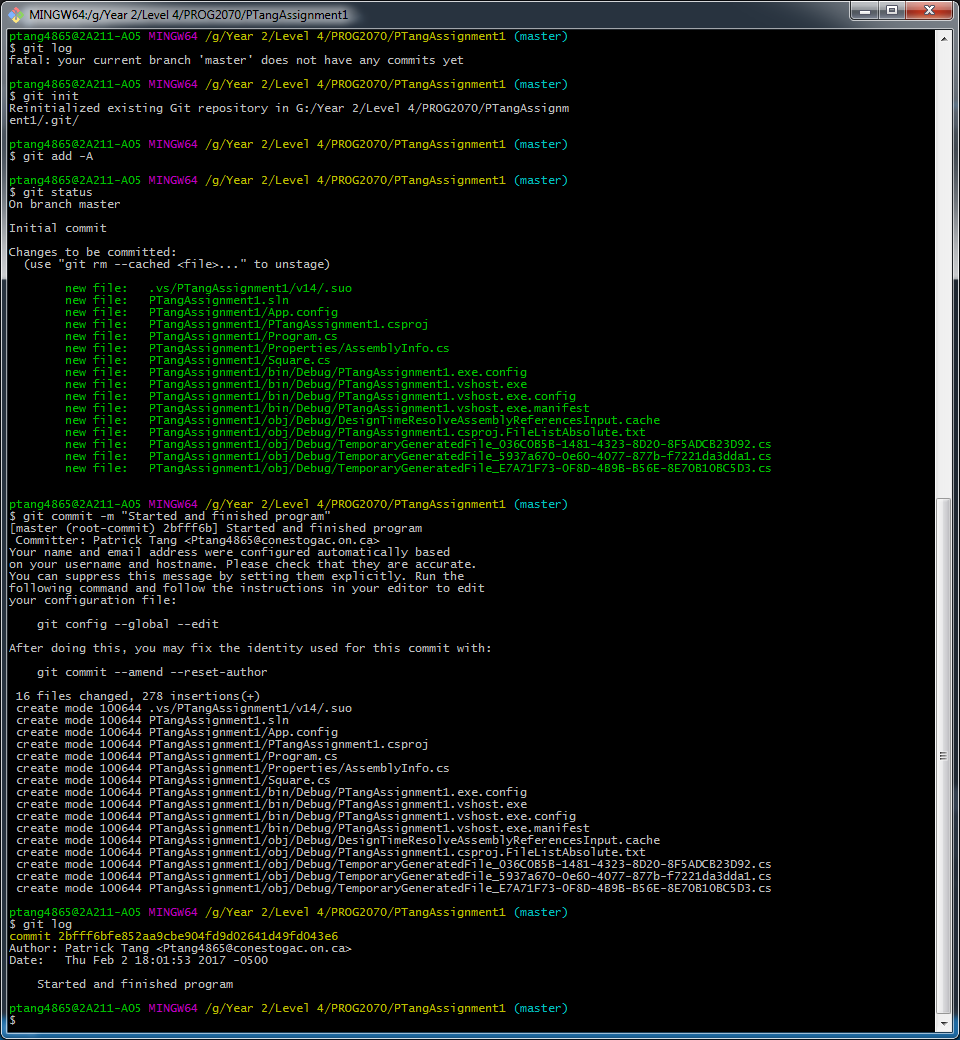 MINGW64:/g/Year 2/Level 4/PROG2070/PTangAssignment1
ptang4865@2A211-A05 MINGW64 /g/Year 2/Level 4/PROG2070/PTangAssignment1 (master)
$ git log
fatal: your current branch 'master' does not have any commits yet
ptang4865@2A211-A05 MINGW64 /g/Year 2/Level 4/PROG2070/PTangAssignment1 (master)
$ git init
Reinitialized existing Git repository in G:/Year 2/Level 4/PROG2070/PTangAssignm
ent1/.git/
ptang4865@2A211-A05 MINGW64 /g/Year 2/Level 4/PROG2070/PTangAssignment1 (master)
$ git add -A
ptang4865@2A211-A05 MINGW64 /g/Year 2/Level 4/PROG2070/PTangAssignment1 (master)
$ git status
On branch master
Initial commit
Changes to be committed:
  (use "git rm --cached <file>..." to unstage)
        new file:   .vs/PTangAssignment1/v14/.suo
        new file:   PTangAssignment1.sln
        new file:   PTangAssignment1/App.config
        new file:   PTangAssignment1/PTangAssignment1.csproj
        new file:   PTangAssignment1/Program.cs
        new file:   PTangAssignment1/Properties/AssemblyInfo.cs
        new file:   PTangAssignment1/Square.cs
        new file:   PTangAssignment1/bin/Debug/PTangAssignment1.exe.config
        new file:   PTangAssignment1/bin/Debug/PTangAssignment1.vshost.exe
        new file:   PTangAssignment1/bin/Debug/PTangAssignment1.vshost.exe.config
        new file:   PTangAssignment1/bin/Debug/PTangAssignment1.vshost.exe.manifest
        new file:   PTangAssignment1/obj/Debug/DesignTimeResolveAssemblyReferencesInput.cache
        new file:   PTangAssignment1/obj/Debug/PTangAssignment1.csproj.FileListAbsolute.txt
        new file:   PTangAssignment1/obj/Debug/TemporaryGeneratedFile_036C0B5B-1481-4323-8D20-8F5ADCB23D92.cs
        new file:   PTangAssignment1/obj/Debug/TemporaryGeneratedFile_5937a670-0e60-4077-877b-f7221da3dda1.cs
        new file:   PTangAssignment1/obj/Debug/TemporaryGeneratedFile_E7A71F73-0F8D-4B9B-B56E-8E70B10BC5D3.cs
ptang4865@2A211-A05 MINGW64 /g/Year 2/Level 4/PROG2070/PTangAssignment1 (master)
$ git commit -m "Started and finished program"
[master (root-commit) 2bfff6b] Started and finished program
 Committer: Patrick Tang <Ptang4865@conestogac.on.ca>
Your name and email address were configured automatically based
on your username and hostname. Please check that they are accurate.
You can suppress this message by setting them explicitly. Run the
following command and follow the instructions in your editor to edit
your configuration file:
    git config --global --edit
After doing this, you may fix the identity used for this commit with:
    git commit --amend --reset-author
 16 files changed, 278 insertions(+)
 create mode 100644 .vs/PTangAssignment1/v14/.suo
 create mode 100644 PTangAssignment1.sln
 create mode 100644 PTangAssignment1/App.config
 create mode 100644 PTangAssignment1/PTangAssignment1.csproj
 create mode 100644 PTangAssignment1/Program.cs
 create mode 100644 PTangAssignment1/Properties/AssemblyInfo.cs
 create mode 100644 PTangAssignment1/Square.cs
 create mode 100644 PTangAssignment1/bin/Debug/PTangAssignment1.exe.config
 create mode 100644 PTangAssignment1/bin/Debug/PTangAssignment1.vshost.exe
 create mode 100644 PTangAssignment1/bin/Debug/PTangAssignment1.vshost.exe.config
 create mode 100644 PTangAssignment1/bin/Debug/PTangAssignment1.vshost.exe.manifest
 create mode 100644 PTangAssignment1/obj/Debug/DesignTimeResolveAssemblyReferencesInput.cache
 create mode 100644 PTangAssignment1/obj/Debug/PTangAssignment1.csproj.FileListAbsolute.txt
 create mode 100644 PTangAssignment1/obj/Debug/TemporaryGeneratedFile_036C0B5B-1481-4323-8D20-8F5ADCB23D92.cs
 create mode 100644 PTangAssignment1/obj/Debug/TemporaryGeneratedFile_5937a670-0e60-4077-877b-f7221da3dda1.cs
 create mode 100644 PTangAssignment1/obj/Debug/TemporaryGeneratedFile_E7A71F73-0F8D-4B9B-B56E-8E70B10BC5D3.cs
ptang4865@2A211-A05 MINGW64 /g/Year 2/Level 4/PROG2070/PTangAssignment1 (master)
$ git log
commit 2bfff6bfe852aa9cbe904fd9d02641d49fd043e6
Author: Patrick Tang <Ptang4865@conestogac.on.ca>
Date:   Thu Feb 2 18:01:53 2017 -0500
    Started and finished program
ptang4865@2A211-A05 MINGW64 /g/Year 2/Level 4/PROG2070/PTangAssignment1 (master)
$